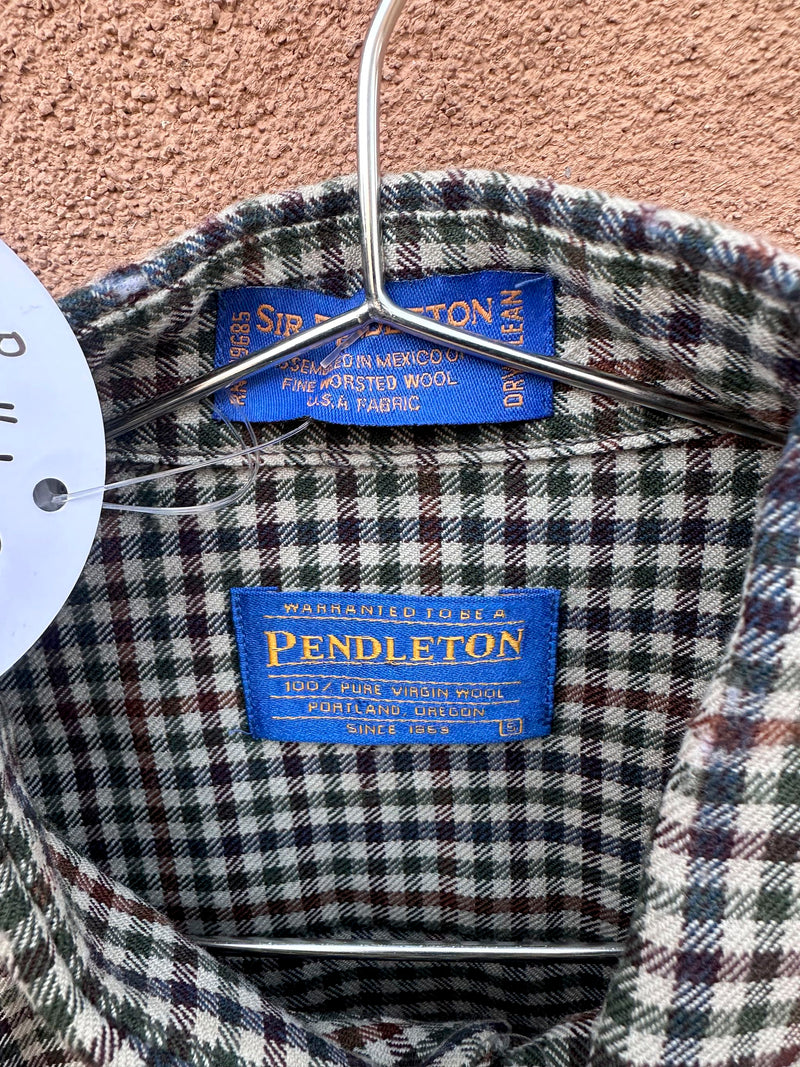 SIR PENDLETON
ASSEMBLED IN MEXICO OF
FINE WORSTED WOOL
U.S.A FABRIC
19685
DRY CLEAN
WARRANTED TO BE A
PENDLETON
100% PURE VIRGIN WOOL
PORTLAND, OREGON
SINCE 1863